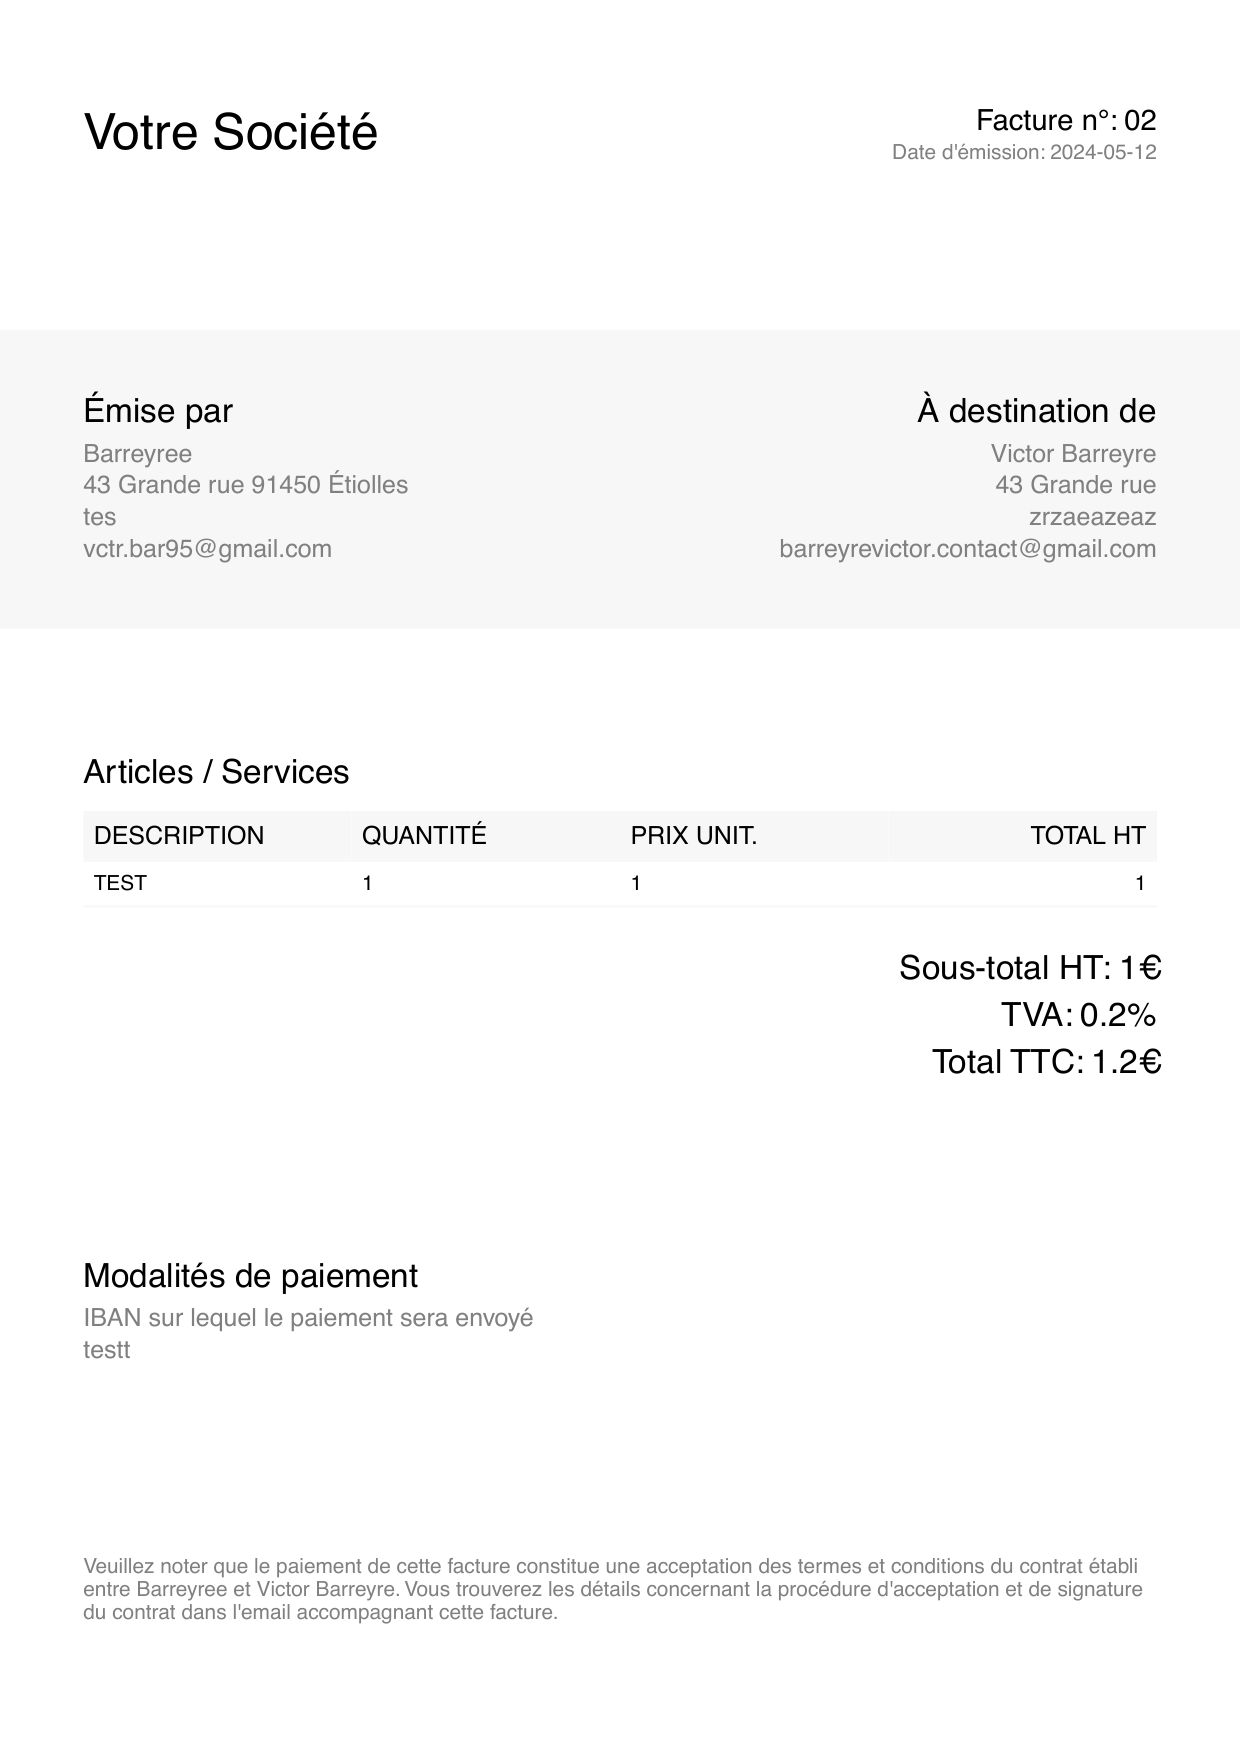 Votre Société
Facture n°: 02
Date d'émission: 2024-05-12
Émise par
Barreyree
43 Grande rue 91450 Étiolles
tes
vctr.bar95@gmail.com
À destination de
Victor Barreyre
43 Grande rue
zrzaeazeaz
barreyrevictor.contact@gmail.com
Articles / Services
DESCRIPTION QUANTITÉ PRIX UNIT. TOTAL HT
TEST 1 1 1
Sous-total HT: 1€
TVA: 0.2%
Total TTC: 1.2€
Modalités de paiement
IBAN sur lequel le paiement sera envoyé
testt
Veuillez noter que le paiement de cette facture constitue une acceptation des termes et conditions du contrat établi
entre Barreyree et Victor Barreyre. Vous trouverez les détails concernant la procédure d'acceptation et de signature
du contrat dans l'email accompagnant cette facture.